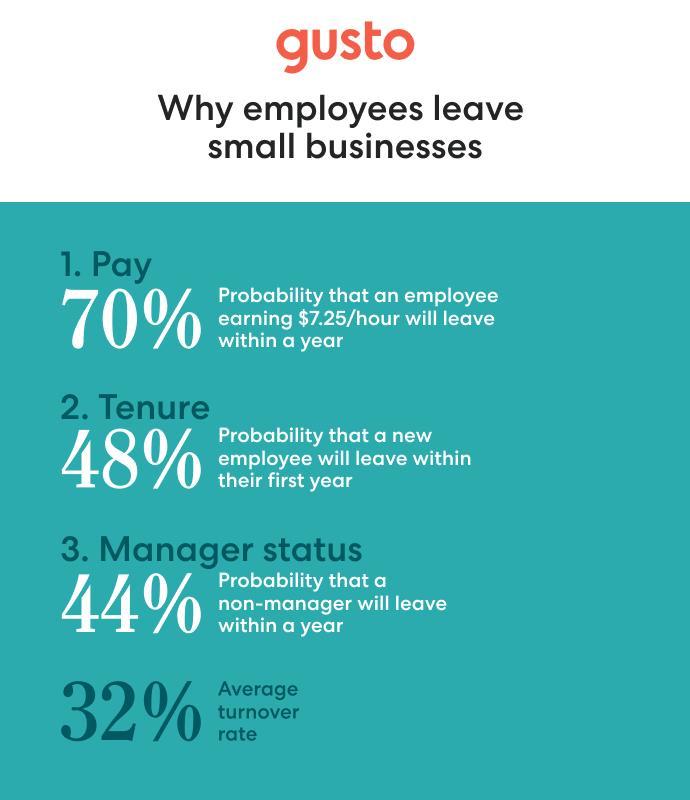 gusto
Why employees leave
small businesses
1. Pay
70%
Probability that an employee
earning $7.25/hour will leave
within a year
2. Tenure
48%
Probability that a new
employee will leave within
their first year
3. Manager status
44%
Probability that a
non-manager will leave
within a year
32%
Average
turnover
rate